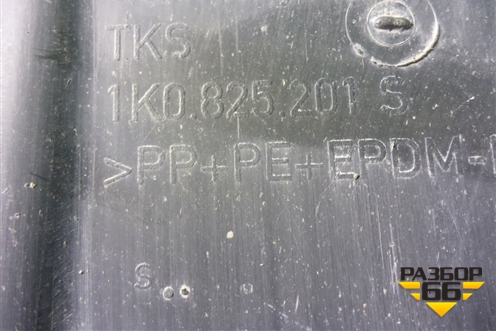 TKS
1K0.825.201 S
>PP+PE+EPDM-
S
РАЗБОР
66